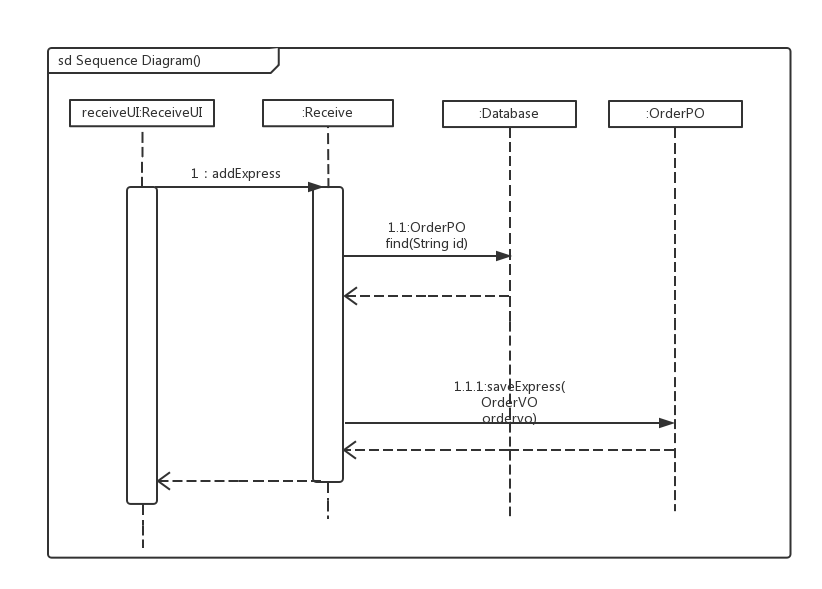 sd Sequence Diagram()
receiveUI:ReceiveUI
:Receive
:Database
:OrderPO
1：addExpress
1.1:OrderPO
find(String id)
1.1.1:saveExpress(
OrderVO
ordervo)